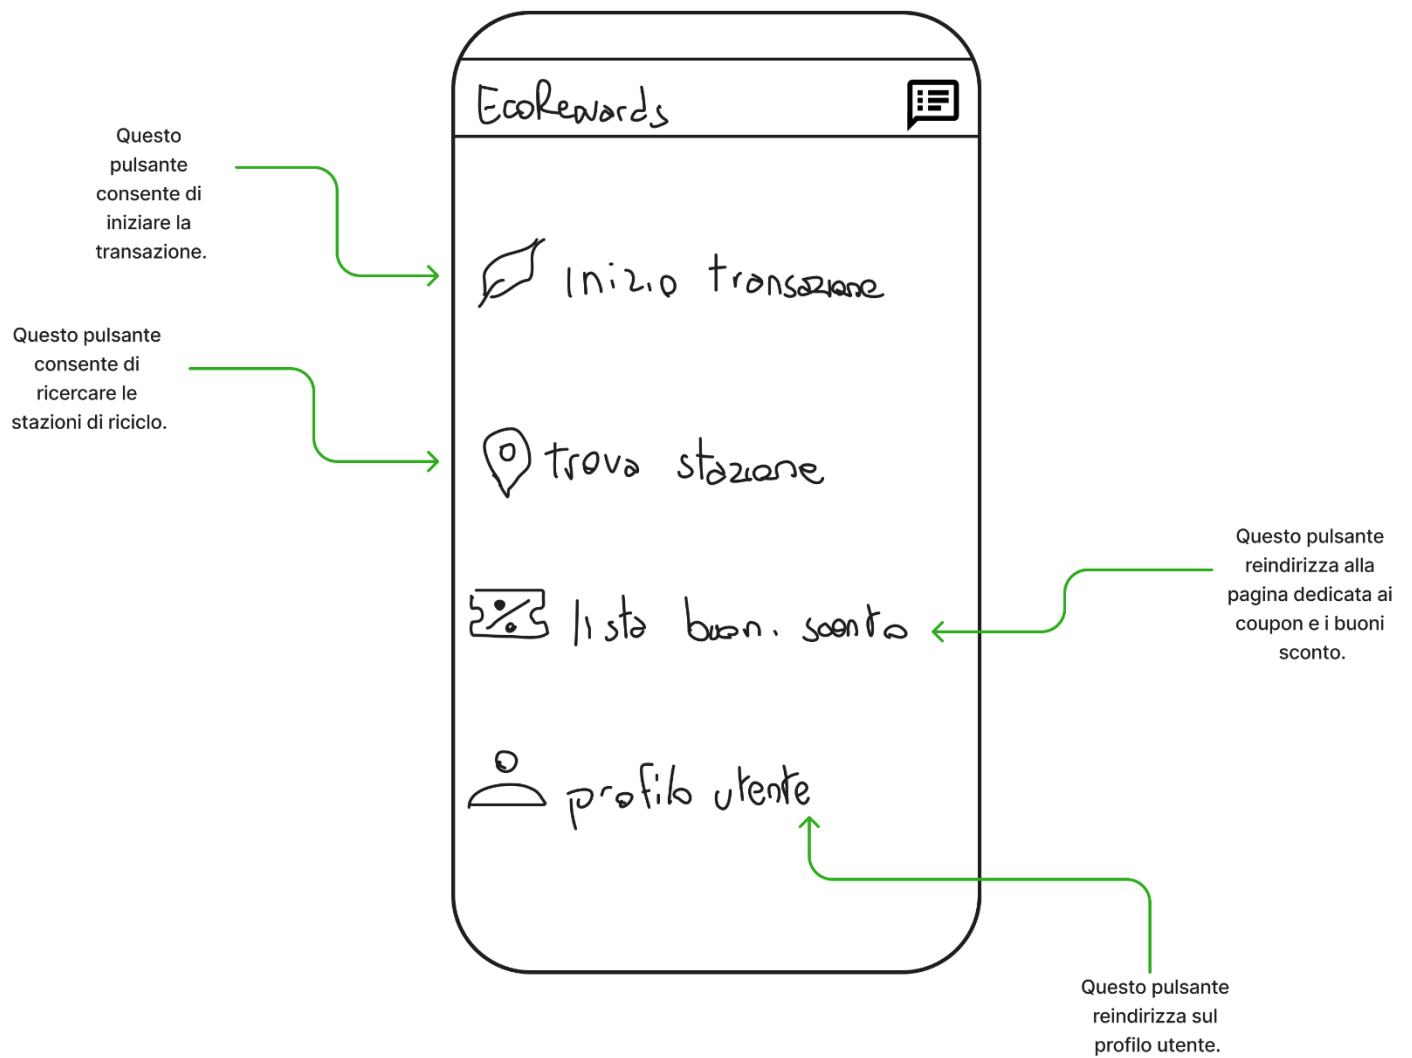 EcoRewards
Questo
pulsante
consente di
iniziare la
transazione.
inizio transazione
Questo pulsante
consente di
ricercare le
stazioni di riciclo.
trova stazione
Questo pulsante
reindirizza alla
pagina dedicata ai
coupon e i buoni
sconto.
lista buoni sconto
profilo utente
Questo pulsante
reindirizza sul
profilo utente.